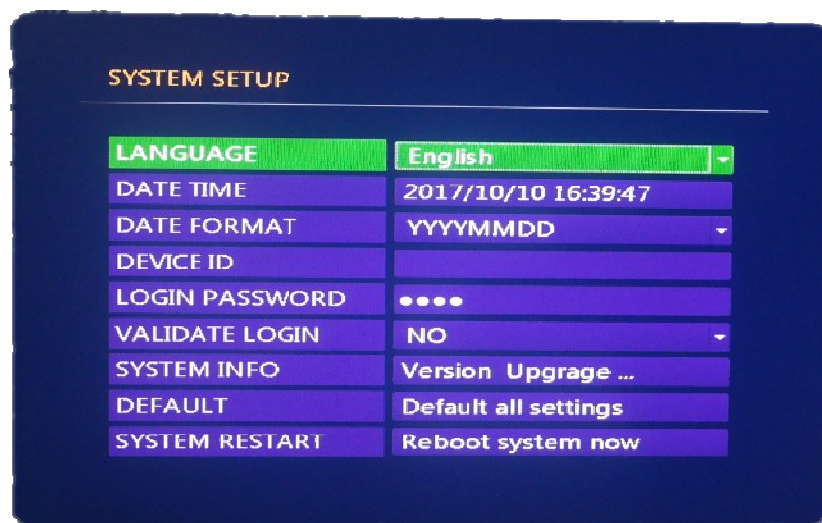 SYSTEM SETUP
LANGUAGE English
DATE TIME 2017/10/10 16:39:47
DATE FORMAT YYYYMMDD
DEVICE ID
LOGIN PASSWORD ●●●●
VALIDATE LOGIN NO
SYSTEM INFO Version Upgrage ...
DEFAULT Default all settings
SYSTEM RESTART Reboot system now